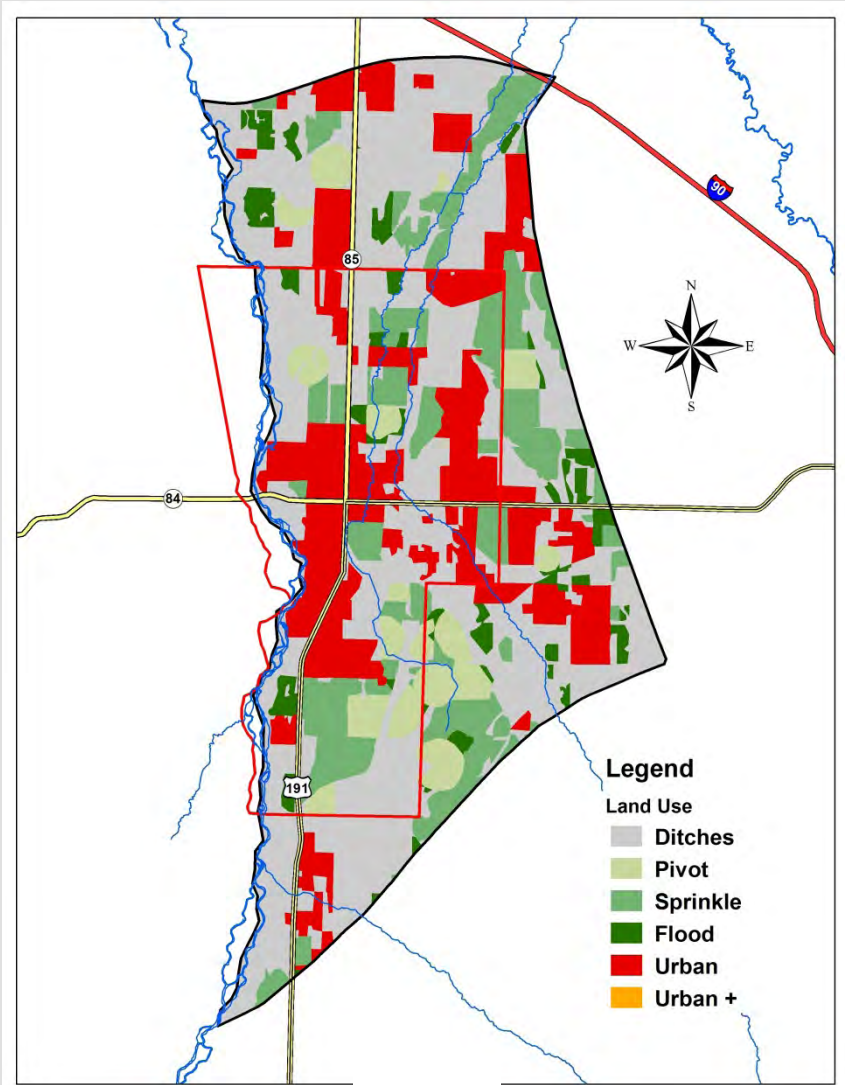 90
85
N
W E
S
84
191
Legend
Land Use
Ditches
Pivot
Sprinkle
Flood
Urban
Urban +